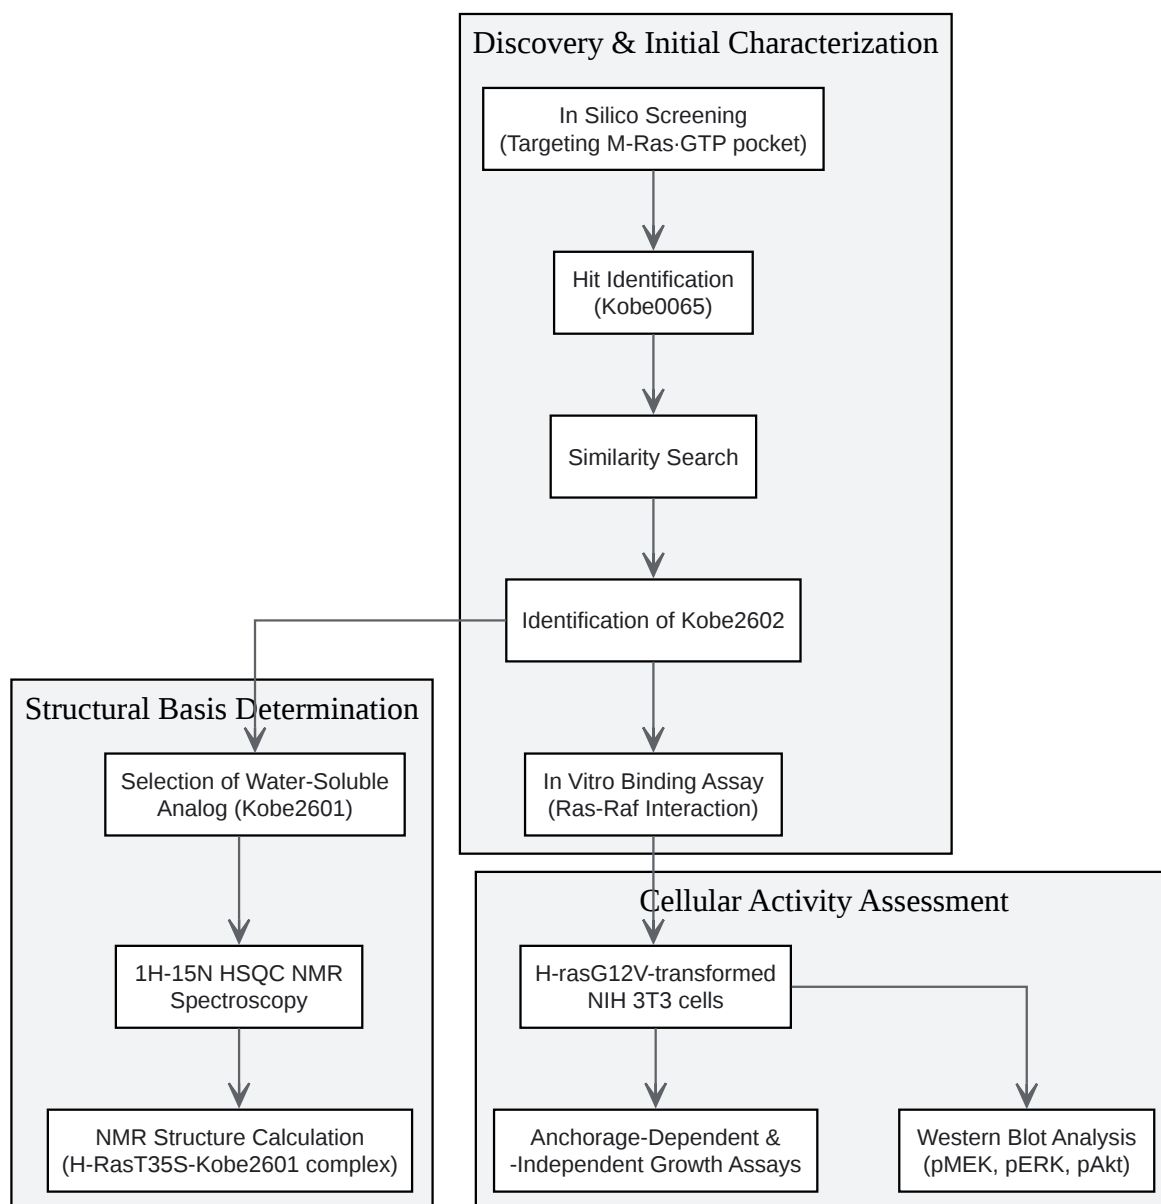 Discovery & Initial Characterization
In Silico Screening
(Targeting M-Ras·GTP pocket)
Hit Identification
(Kobe0065)
Similarity Search
Identification of Kobe2602
In Vitro Binding Assay
(Ras-Raf Interaction)
Structural Basis Determination
Selection of Water-Soluble
Analog (Kobe2601)
1H-15N HSQC NMR
Spectroscopy
NMR Structure Calculation
(H-RasT35S-Kobe2601 complex)
Cellular Activity Assessment
H-rasG12V-transformed
NIH 3T3 cells
Anchorage-Dependent &
-Independent Growth Assays
Western Blot Analysis
(pMEK, pERK, pAkt)